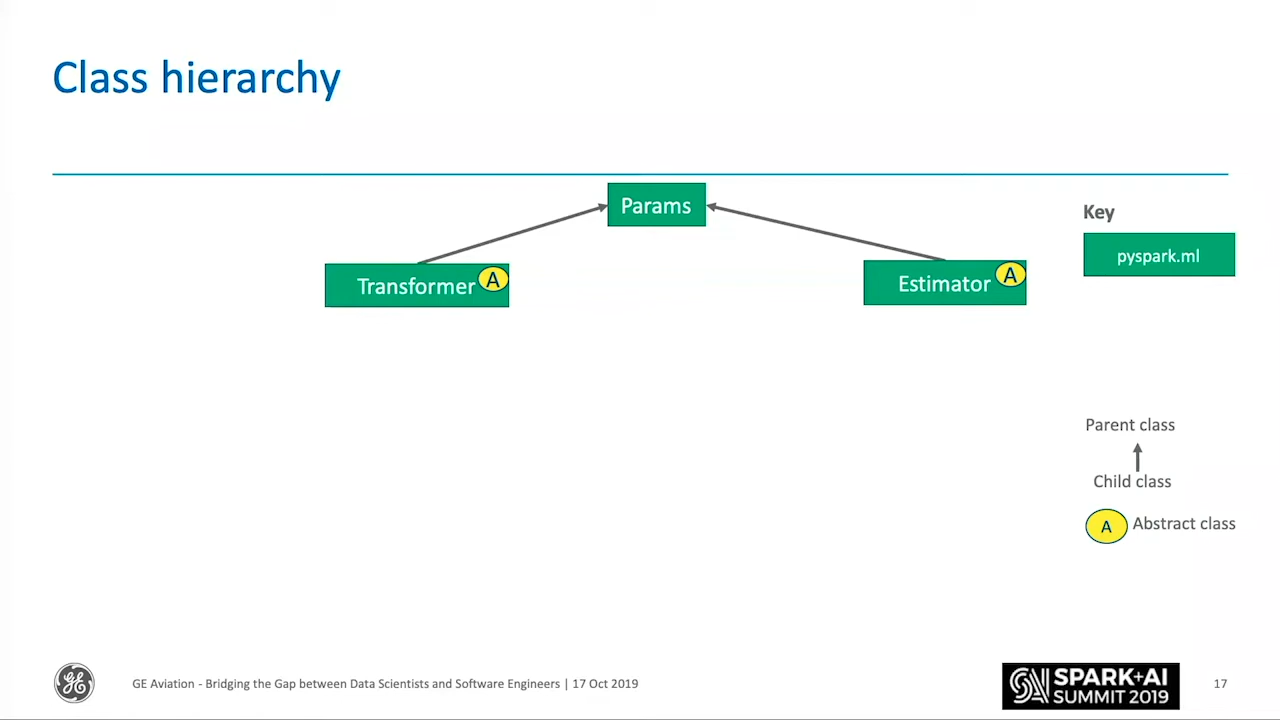 Class hierarchy
Params
Key
pyspark.ml
Transformer A
Estimator A
Parent class
Child class
A Abstract class
GE
GE Aviation - Bridging the Gap between Data Scientists and Software Engineers | 17 Oct 2019
SPARK+AI
SUMMIT 2019
17